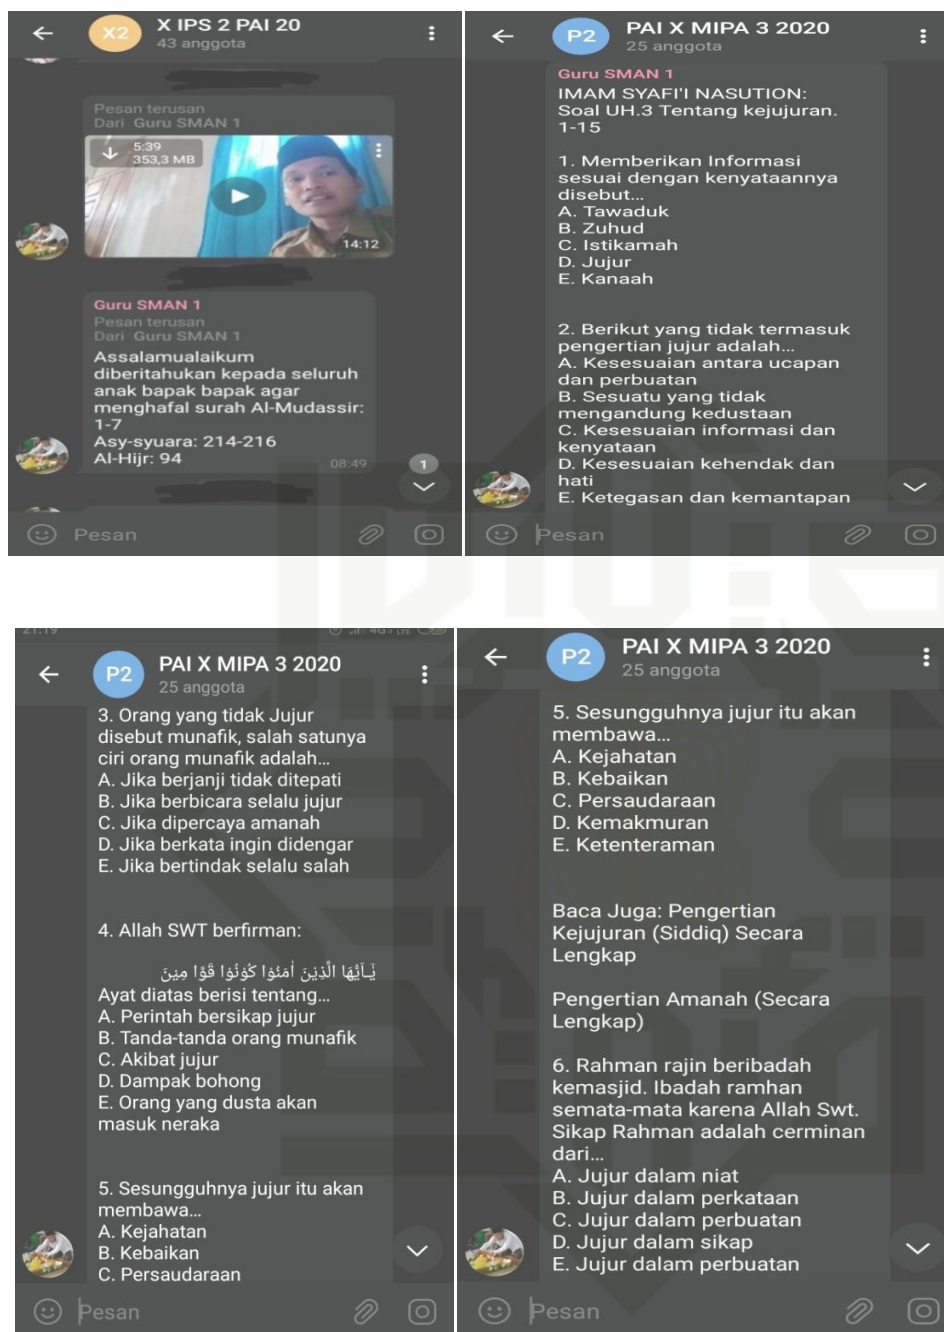 X2
X IPS 2 PAI 20
43 anggota
Pesan terusan
Dari Guru SMAN 1
5:39
353,3 MB
14:12
Guru SMAN 1
Pesan terusan
Dari Guru SMAN 1
Assalamualaikum
diberitahukan kepada seluruh
anak bapak bapak agar
menghafal surah Al-Mudassir:
1-7
Asy-syuara: 214-216
Al-Hijr: 94
08:49
1
Pesan
P2
PAI X MIPA 3 2020
25 anggota
Guru SMAN 1
IMAM SYAFI'I NASUTION:
Soal UH.3 Tentang kejujuran.
1-15
1. Memberikan Informasi
sesuai dengan kenyataannya
disebut...
A. Tawaduk
B. Zuhud
C. Istikamah
D. Jujur
E. Kanaah
2. Berikut yang tidak termasuk
pengertian jujur adalah...
A. Kesesuaian antara ucapan
dan perbuatan
B. Sesuatu yang tidak
mengandung kedustaan
C. Kesesuaian informasi dan
kenyataan
D. Kesesuaian kehendak dan
hati
E. Ketegasan dan kemantapan
Pesan
21:19
P2
PAI X MIPA 3 2020
25 anggota
3. Orang yang tidak Jujur
disebut munafik, salah satunya
ciri orang munafik adalah...
A. Jika berjanji tidak ditepati
B. Jika berbicara selalu jujur
C. Jika dipercaya amanah
D. Jika berkata ingin didengar
E. Jika bertindak selalu salah
4. Allah SWT berfirman:
يٰٓاَيُّهَا الَّذِيْنَ اٰمَنُوْا كُوْنُوْا قَوَّا مِيْنَ
Ayat diatas berisi tentang...
A. Perintah bersikap jujur
B. Tanda-tanda orang munafik
C. Akibat jujur
D. Dampak bohong
E. Orang yang dusta akan
masuk neraka
5. Sesungguhnya jujur itu akan
membawa...
A. Kejahatan
B. Kebaikan
C. Persaudaraan
Pesan
P2
PAI X MIPA 3 2020
25 anggota
5. Sesungguhnya jujur itu akan
membawa...
A. Kejahatan
B. Kebaikan
C. Persaudaraan
D. Kemakmuran
E. Ketenteraman
Baca Juga: Pengertian
Kejujuran (Siddiq) Secara
Lengkap
Pengertian Amanah (Secara
Lengkap)
6. Rahman rajin beribadah
kemasjid. Ibadah ramhan
semata-mata karena Allah Swt.
Sikap Rahman adalah cerminan
dari...
A. Jujur dalam niat
B. Jujur dalam perkataan
C. Jujur dalam perbuatan
D. Jujur dalam sikap
E. Jujur dalam perbuatan
Pesan